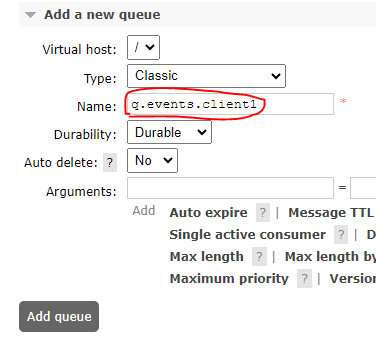 Add a new queue
Virtual host: /
Type: Classic
Name: q.events.client1 *
Durability: Durable
Auto delete: ? No
Arguments: =
Add Auto expire ? | Message TTL
Single active consumer ? | D
Max length ? | Max length by
Maximum priority ? | Version
Add queue